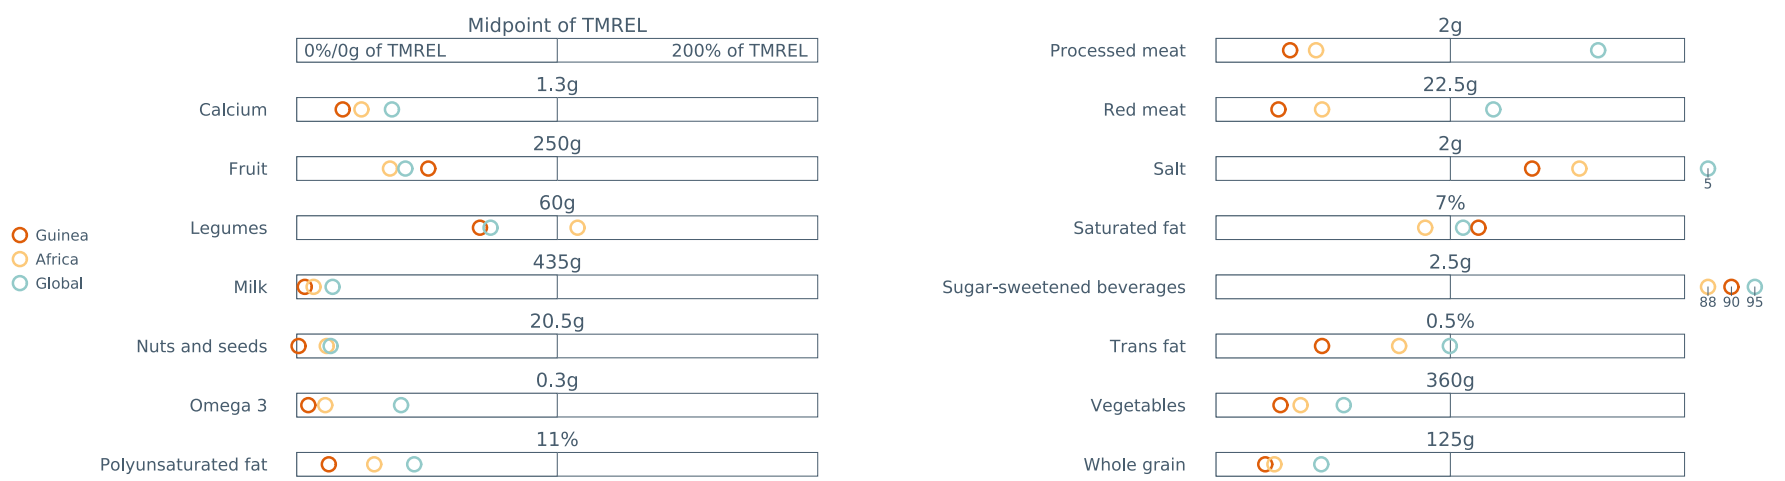 Midpoint of TMREL
0%/0g of TMREL 200% of TMREL
1.3g
Calcium
250g
Fruit
60g
Legumes
435g
Milk
20.5g
Nuts and seeds
0.3g
Omega 3
11%
Polyunsaturated fat
Guinea
Africa
Global
2g
Processed meat
22.5g
Red meat
2g
Salt
5
7%
Saturated fat
2.5g
Sugar-sweetened beverages
88 90 95
0.5%
Trans fat
360g
Vegetables
125g
Whole grain